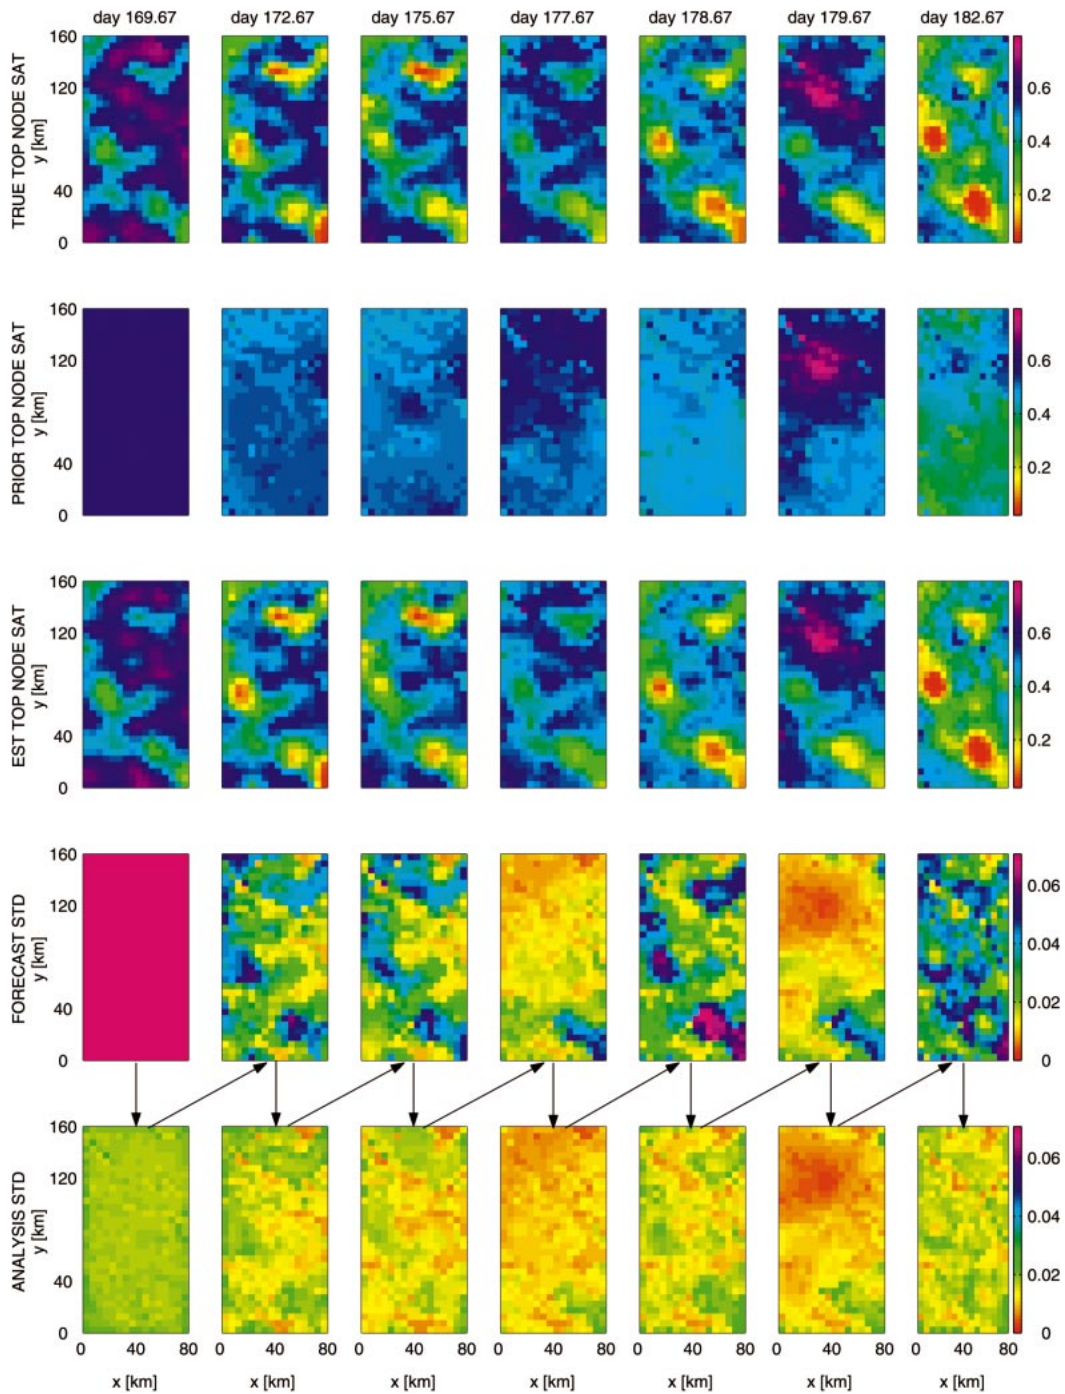 day 169.67 day 172.67 day 175.67 day 177.67 day 178.67 day 179.67 day 182.67
TRUE TOP NODE SAT
y [km]
160
120
40
0
0.6
0.4
0.2
PRIOR TOP NODE SAT
y [km]
160
120
40
0
0.6
0.4
0.2
EST TOP NODE SAT
y [km]
160
120
40
0
0.6
0.4
0.2
FORECAST STD
y [km]
160
120
40
0
0.06
0.04
0.02
0
ANALYSIS STD
y [km]
160
120
40
0
0.06
0.04
0.02
0
0 40 80 0 40 80 0 40 80 0 40 80 0 40 80 0 40 80 0 40 80
x [km] x [km] x [km] x [km] x [km] x [km] x [km]